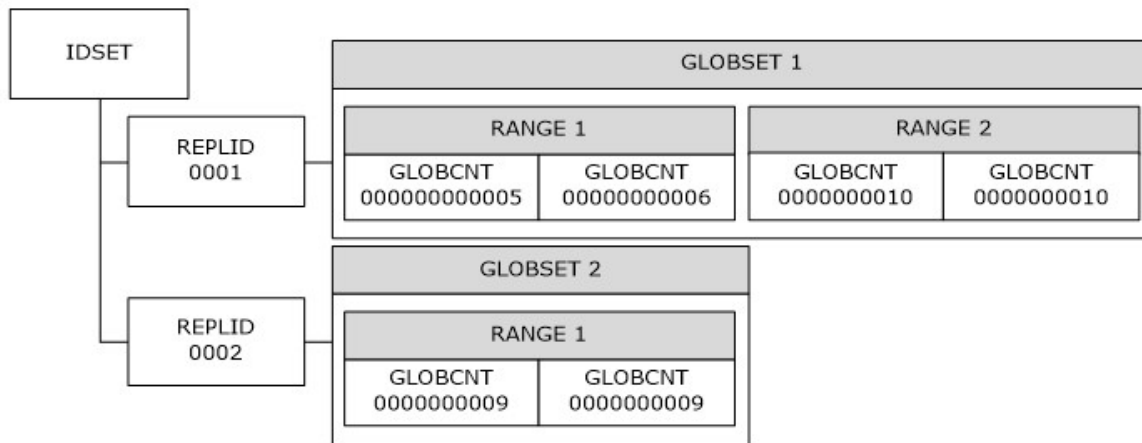 IDSET
GLOBSET 1
REPLID
0001
RANGE 1
GLOBCNT
000000000005
GLOBCNT
00000000006
RANGE 2
GLOBCNT
0000000010
GLOBCNT
0000000010
GLOBSET 2
REPLID
0002
RANGE 1
GLOBCNT
0000000009
GLOBCNT
0000000009